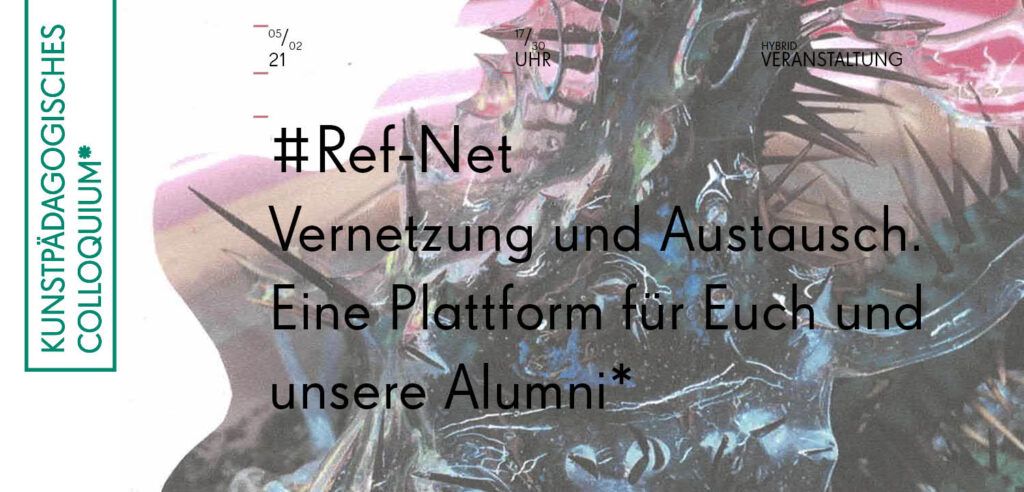 KUNSTPÄDAGOGISCHES
COLLOQUIUM*
05/02
21
17/30
UHR
HYBRID
VERANSTALTUNG
#Ref-Net
Vernetzung und Austausch.
Eine Plattform für Euch und
unsere Alumni*